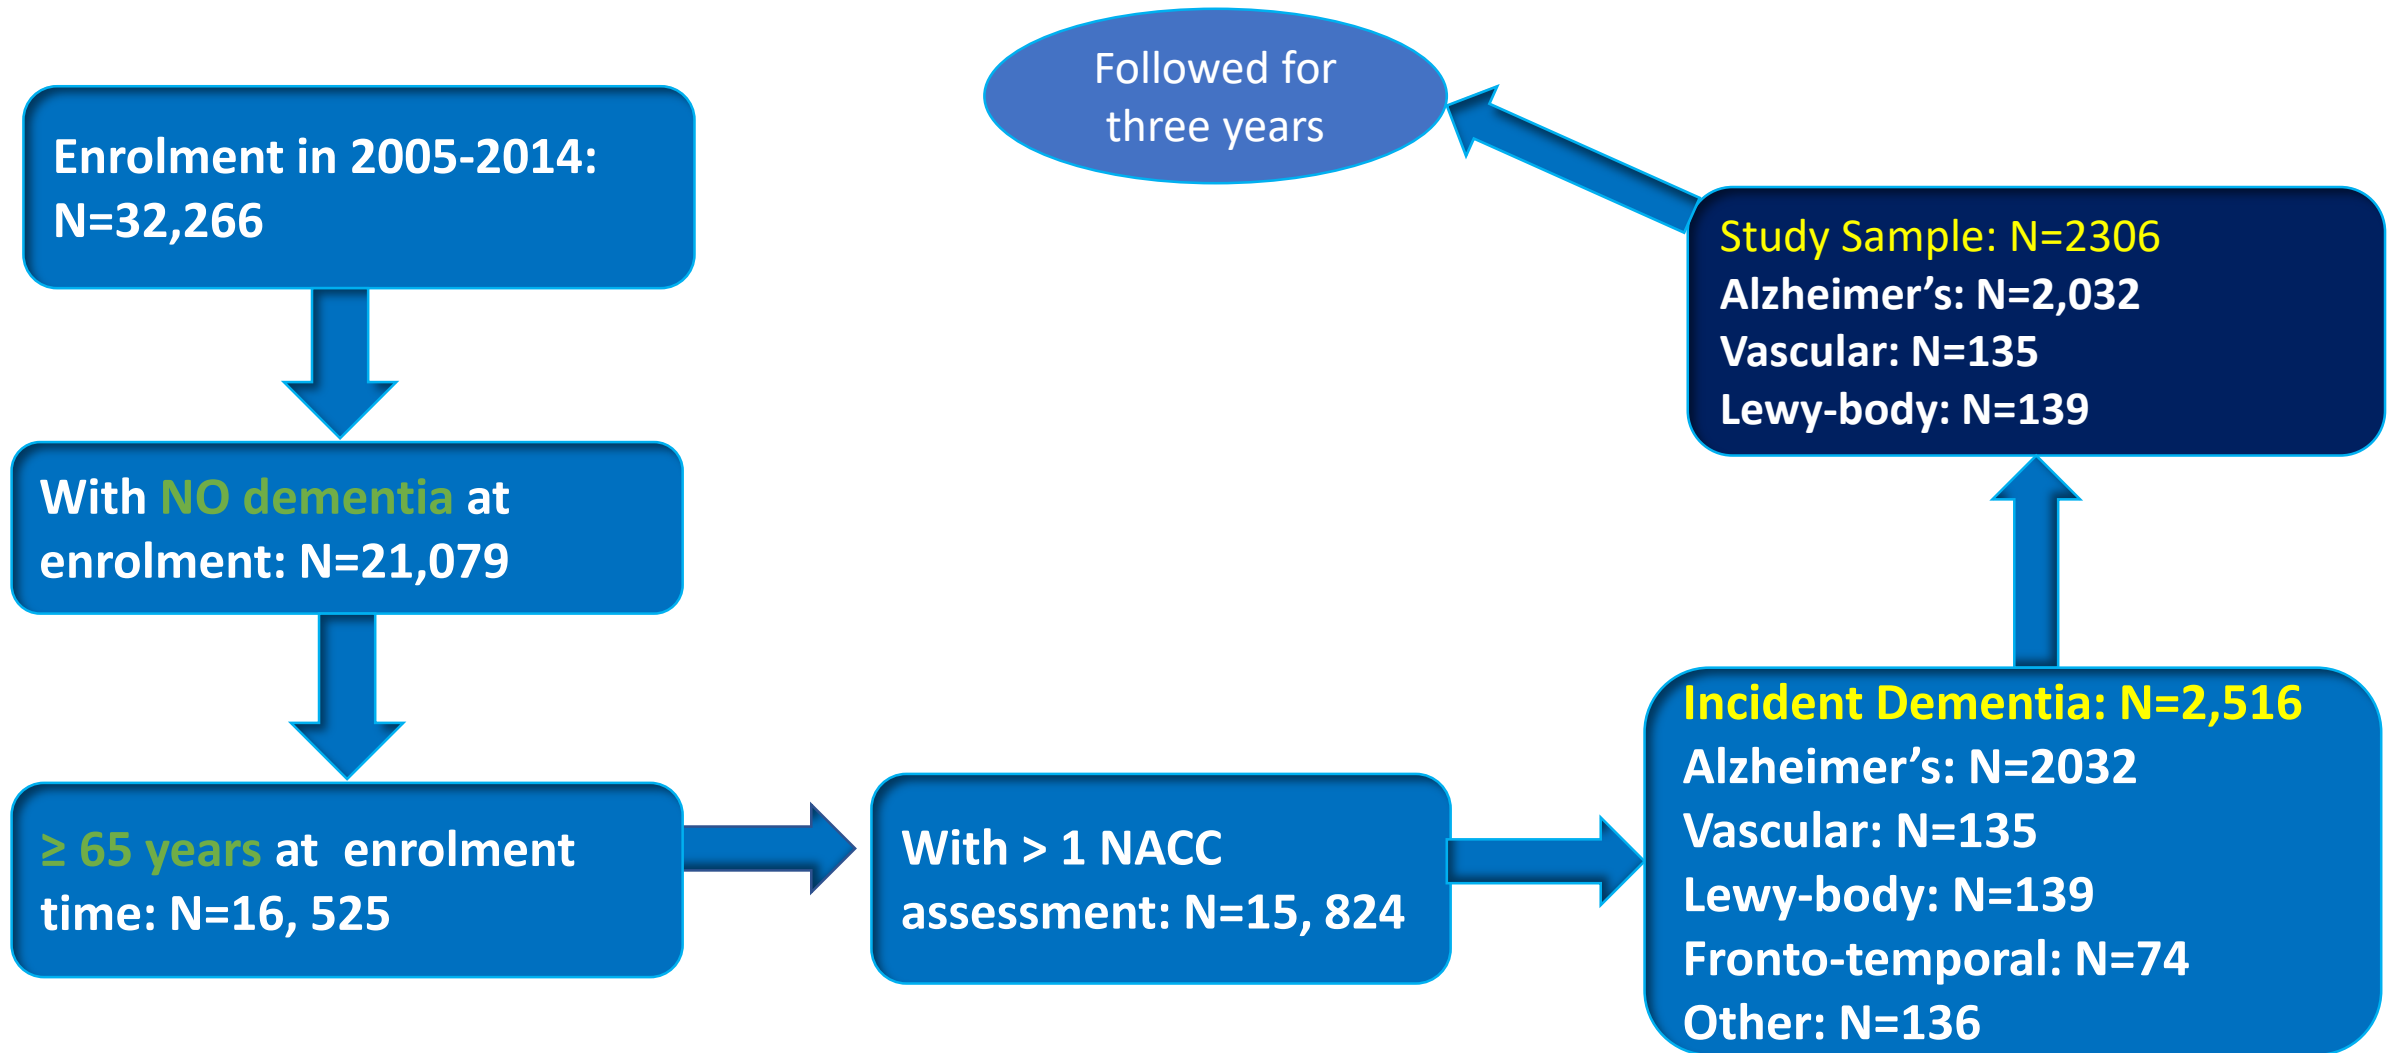 Enrolment in 2005-2014:
N=32,266
With NO dementia at
enrolment: N=21,079
≥ 65 years at  enrolment
time: N=16, 525
With > 1 NACC
assessment: N=15, 824
Incident Dementia: N=2,516
Alzheimer’s: N=2032
Vascular: N=135
Lewy-body: N=139
Fronto-temporal: N=74
Other: N=136
Study Sample: N=2306
Alzheimer’s: N=2,032
Vascular: N=135
Lewy-body: N=139
Followed for
three years